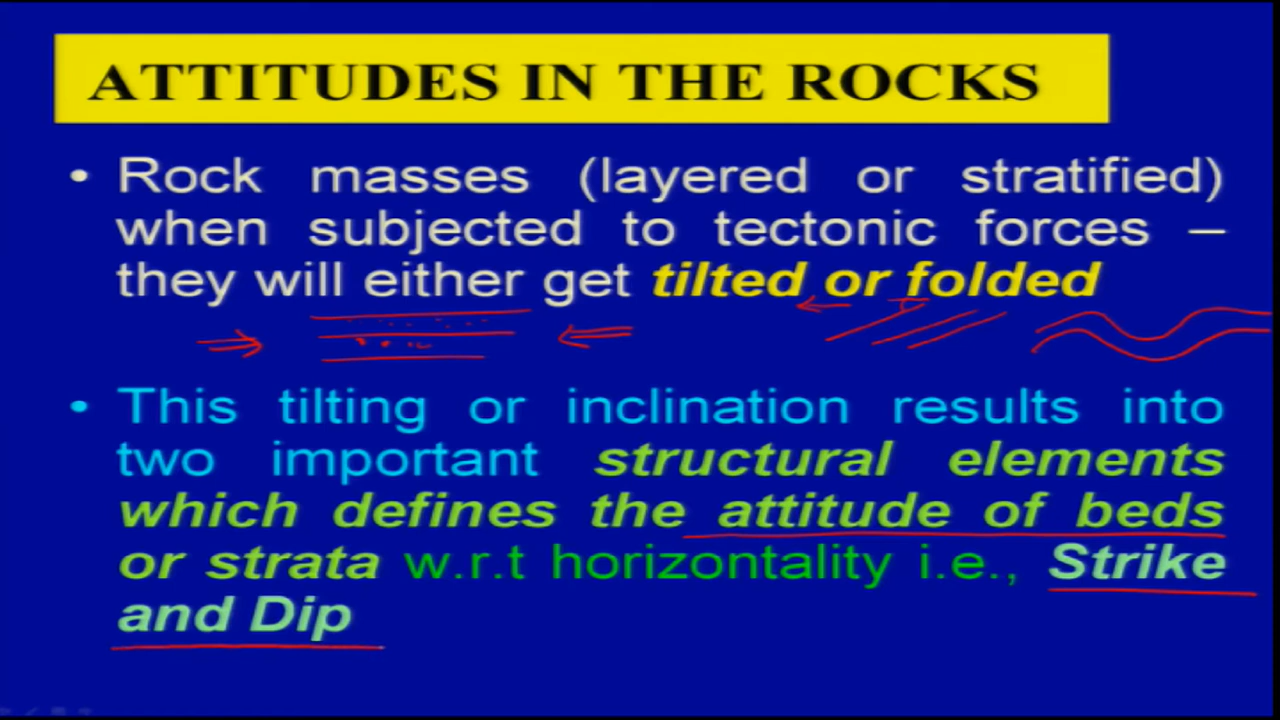 ATTITUDES IN THE ROCKS
• Rock masses (layered or stratified)
when subjected to tectonic forces –
they will either get tilted or folded
• This tilting or inclination results into
two important structural elements
which defines the attitude of beds
or strata w.r.t horizontality i.e., Strike
and Dip